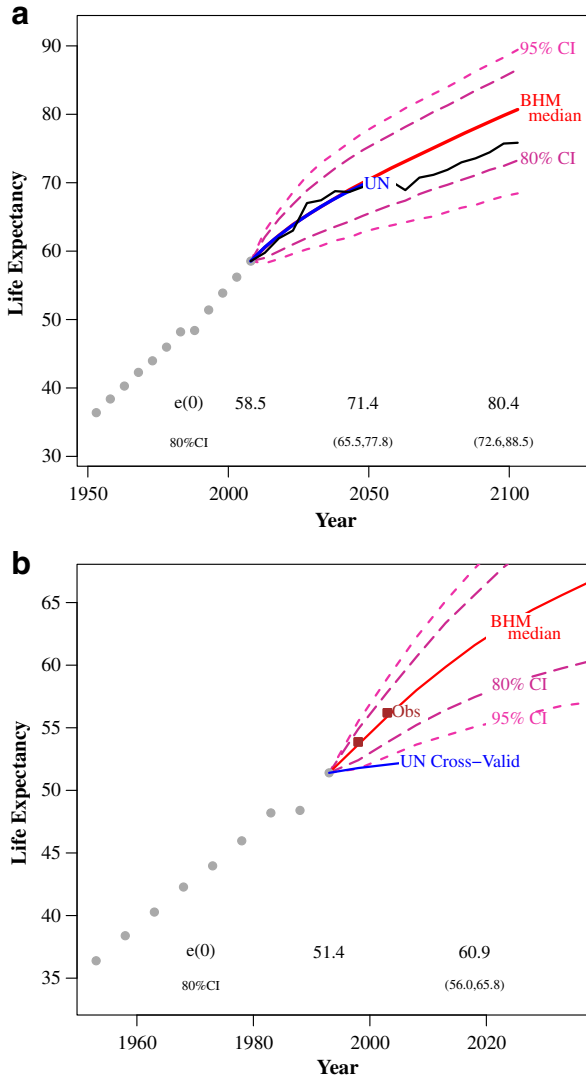 a
90
80
70
60
50
40
30
Life Expectancy
95% CI
BHM
median
UN
80% CI
e(0) 58.5 71.4 80.4
80%CI (65.5,77.8) (72.6,88.5)
1950 2000 2050 2100
Year
b
65
60
55
50
45
40
35
Life Expectancy
BHM
median
80% CI
Obs
95% CI
UN Cross−Valid
e(0) 51.4 60.9
80%CI (56.0,65.8)
1960 1980 2000 2020
Year